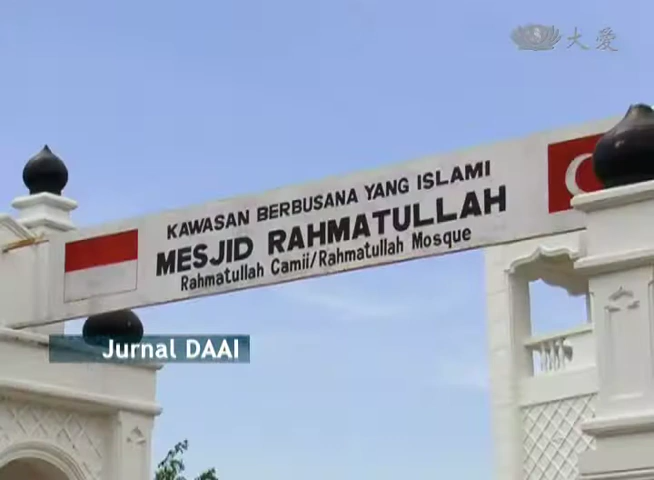 大愛
KAWASAN BERBUSANA YANG ISLAMI
MESJID RAHMATULLAH
Rahmatullah Camii/Rahmatullah Mosque
Jurnal DAAI